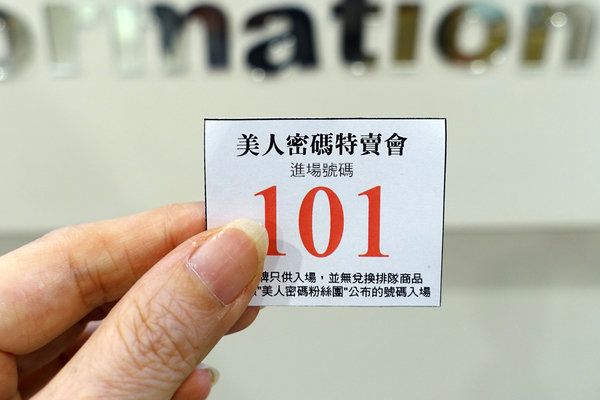 ormation
美人密碼特賣會
進場號碼
101
牌只供入場，並無兌換排隊商品
"美人密碼粉絲團"公布的號碼入場